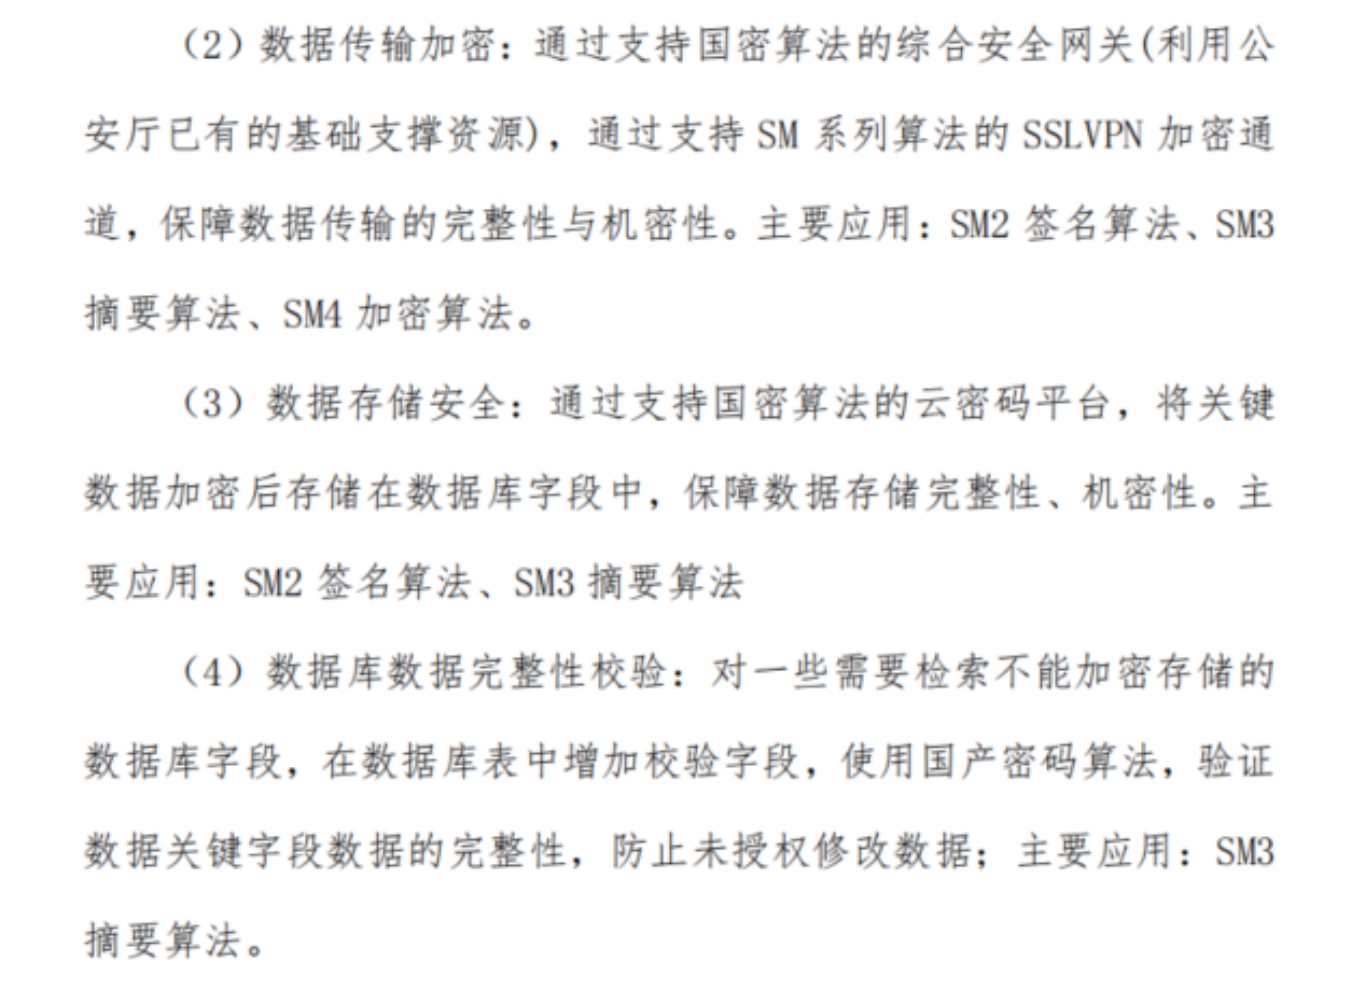 （2）数据传输加密：通过支持国密算法的综合安全网关(利用公
安厅已有的基础支撑资源)，通过支持 SM 系列算法的 SSLVPN 加密通
道，保障数据传输的完整性与机密性。主要应用：SM2 签名算法、SM3
摘要算法、SM4 加密算法。
（3）数据存储安全：通过支持国密算法的云密码平台，将关键
数据加密后存储在数据库字段中，保障数据存储完整性、机密性。主
要应用：SM2 签名算法、SM3 摘要算法
（4）数据库数据完整性校验：对一些需要检索不能加密存储的
数据库字段，在数据库表中增加校验字段，使用国产密码算法，验证
数据关键字段数据的完整性，防止未授权修改数据；主要应用：SM3
摘要算法。